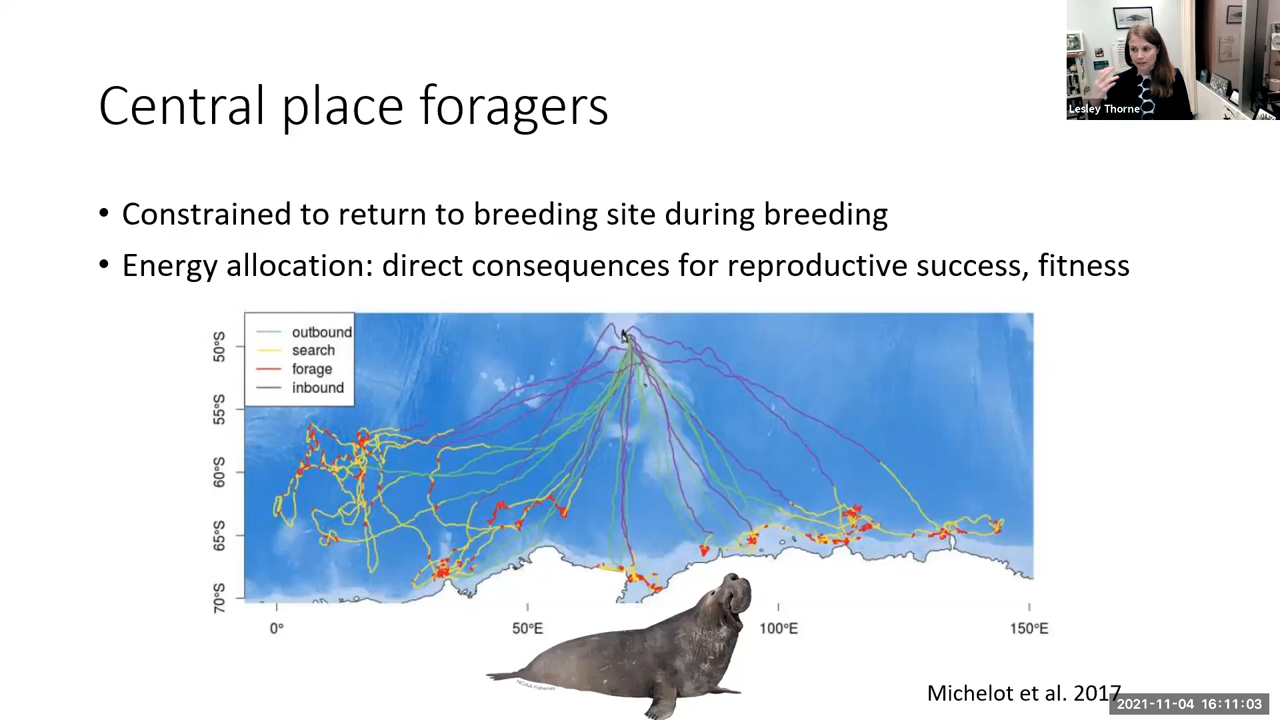 Central place foragers
Lesley Thorne
• Constrained to return to breeding site during breeding
• Energy allocation: direct consequences for reproductive success, fitness
outbound
search
forage
inbound
50°S
55°S
60°S
65°S
70°S
0°
50°E
100°E
150°E
NOAA Fisheries
Michelot et al. 2017
2021-11-04 16:11:03